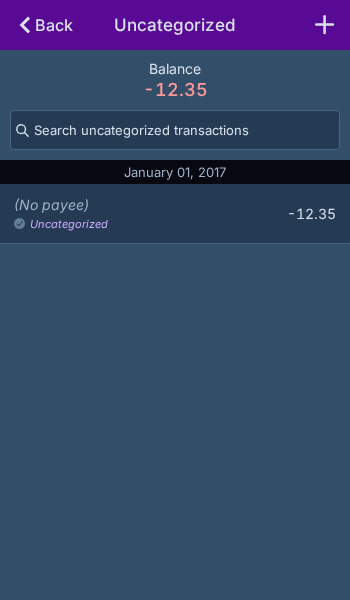 Back
Uncategorized
Balance
-12.35
Search uncategorized transactions
January 01, 2017
(No payee)
-12.35
Uncategorized